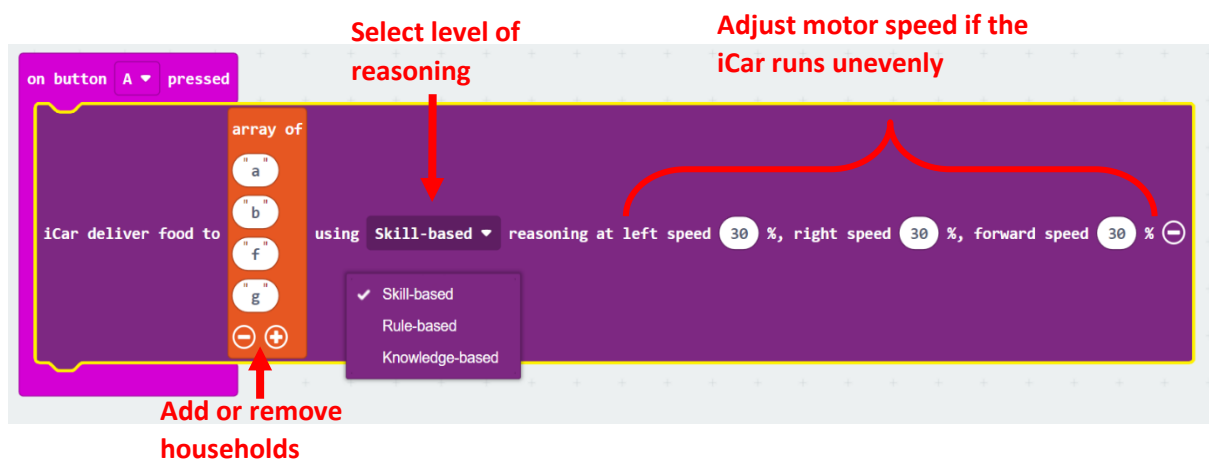 Select level of
reasoning
Adjust motor speed if the
iCar runs unevenly
on button A pressed
array of
"a"
"b"
"f"
"g"
iCar deliver food to using Skill-based reasoning at left speed 30 %, right speed 30 %, forward speed 30 %
Skill-based
Rule-based
Knowledge-based
Add or remove
households